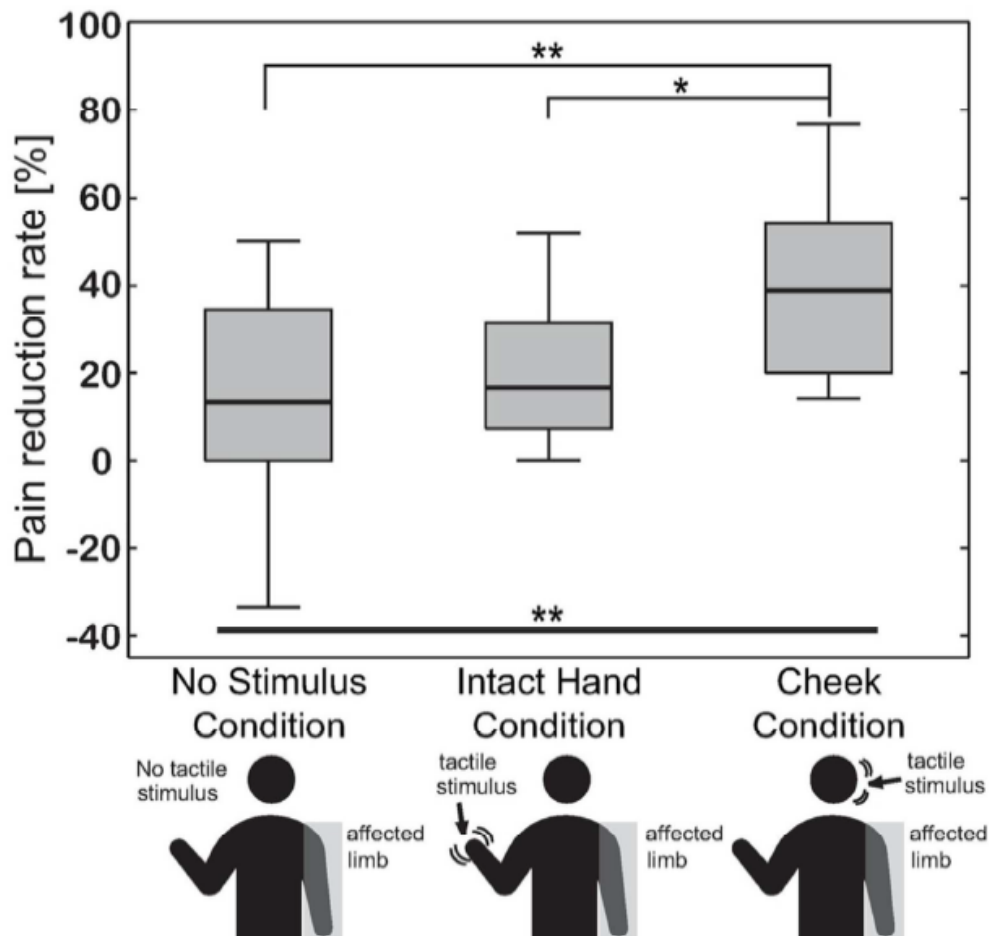 100
**
*
80
60
40
20
0
-20
**
-40
Pain reduction rate [%]
No Stimulus
Condition
Intact Hand
Condition
Cheek
Condition
No tactile
stimulus
affected
limb
tactile
stimulus
affected
limb
tactile
stimulus
affected
limb